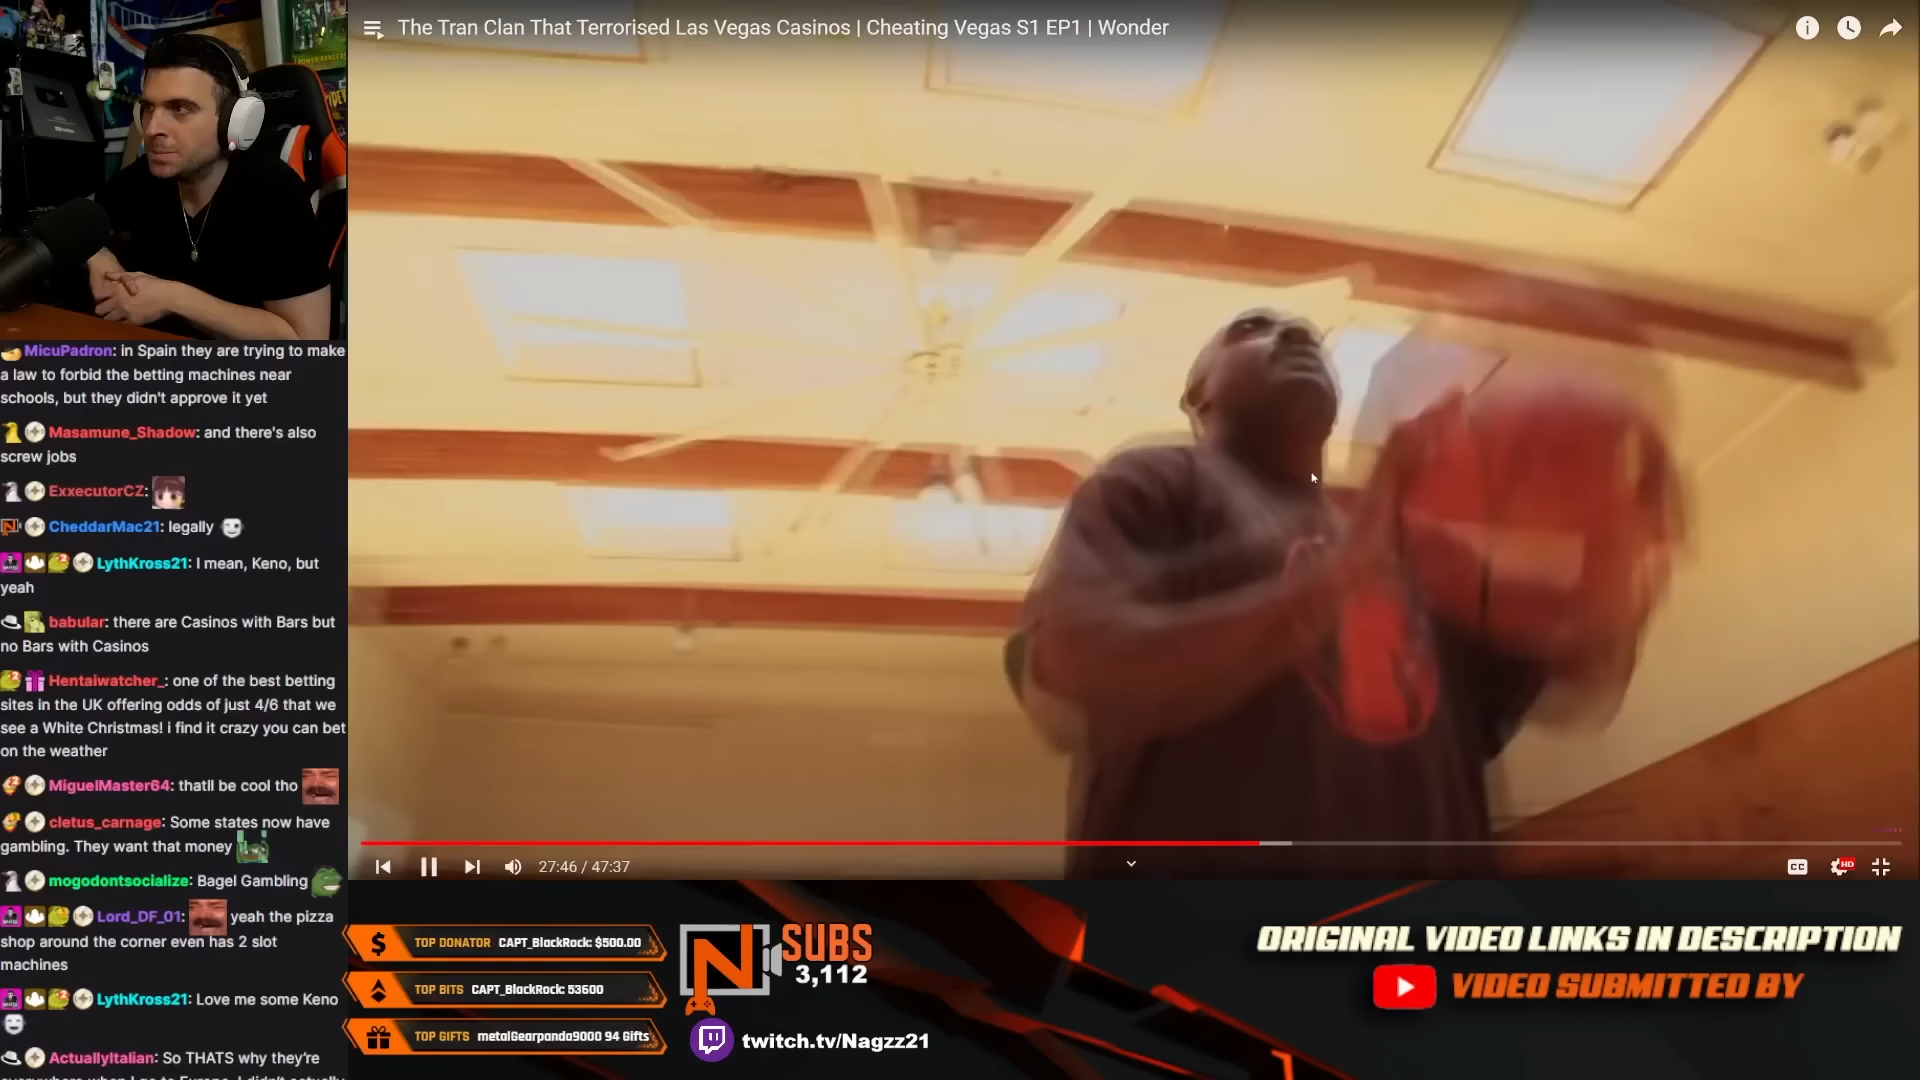 The Tran Clan That Terrorised Las Vegas Casinos | Cheating Vegas S1 EP1 | Wonder
MicuPadron: in Spain they are trying to make
a law to forbid the betting machines near
schools, but they didn't approve it yet
Masamune_Shadow: and there's also
screw jobs
ExxecutorCZ:
CheddarMac21: legally
LythKross21: I mean, Keno, but
yeah
babular: there are Casinos with Bars but
no Bars with Casinos
Hentaiwatcher_: one of the best betting
sites in the UK offering odds of just 4/6 that we
see a White Christmas! i find it crazy you can bet
on the weather
MiguelMaster64: thatll be cool tho
cletus_carnage: Some states now have
gambling. They want that money
mogodontsocialize: Bagel Gambling
Lord_DF_01: yeah the pizza
shop around the corner even has 2 slot
machines
LythKross21: Love me some Keno
ActuallyItalian: So THATS why they're
27:46 / 47:37
CC
HD
TOP DONATOR CAPT_BlackRock: $500.00
TOP BITS CAPT_BlackRock: 53600
TOP GIFTS metalGearpanda9000 94 Gifts
N
SUBS
3,112
twitch.tv/Nagzz21
ORIGINAL VIDEO LINKS IN DESCRIPTION
VIDEO SUBMITTED BY